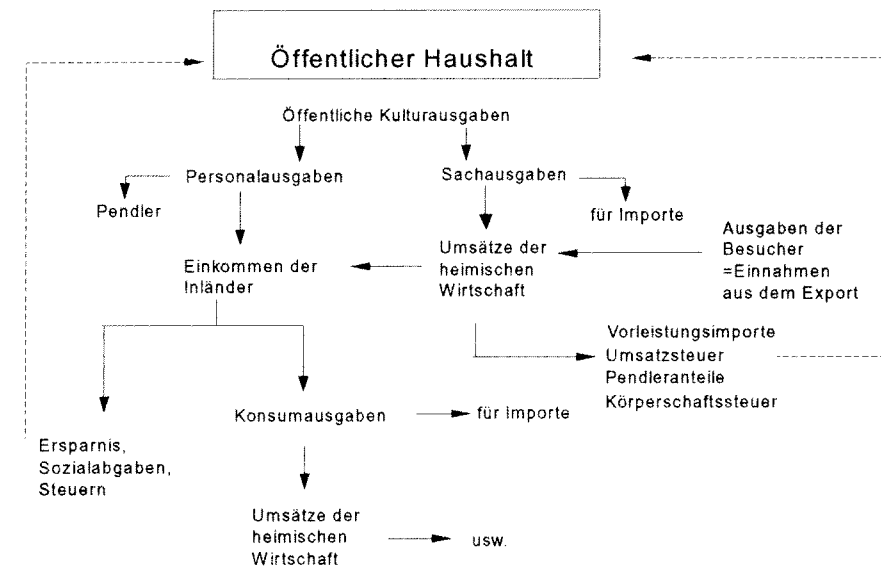 Öffentlicher Haushalt
Öffentliche Kulturausgaben
Personalausgaben
Sachausgaben
Pendler
für Importe
Ausgaben der
Besucher
=Einnahmen
aus dem Export
Einkommen der
Inländer
Umsätze der
heimischen
Wirtschaft
Vorleistungsimporte
Umsatzsteuer
Pendleranteile
Körperschaftssteuer
Konsumausgaben
für Importe
Ersparnis,
Sozialabgaben,
Steuern
Umsätze der
heimischen
Wirtschaft
usw.